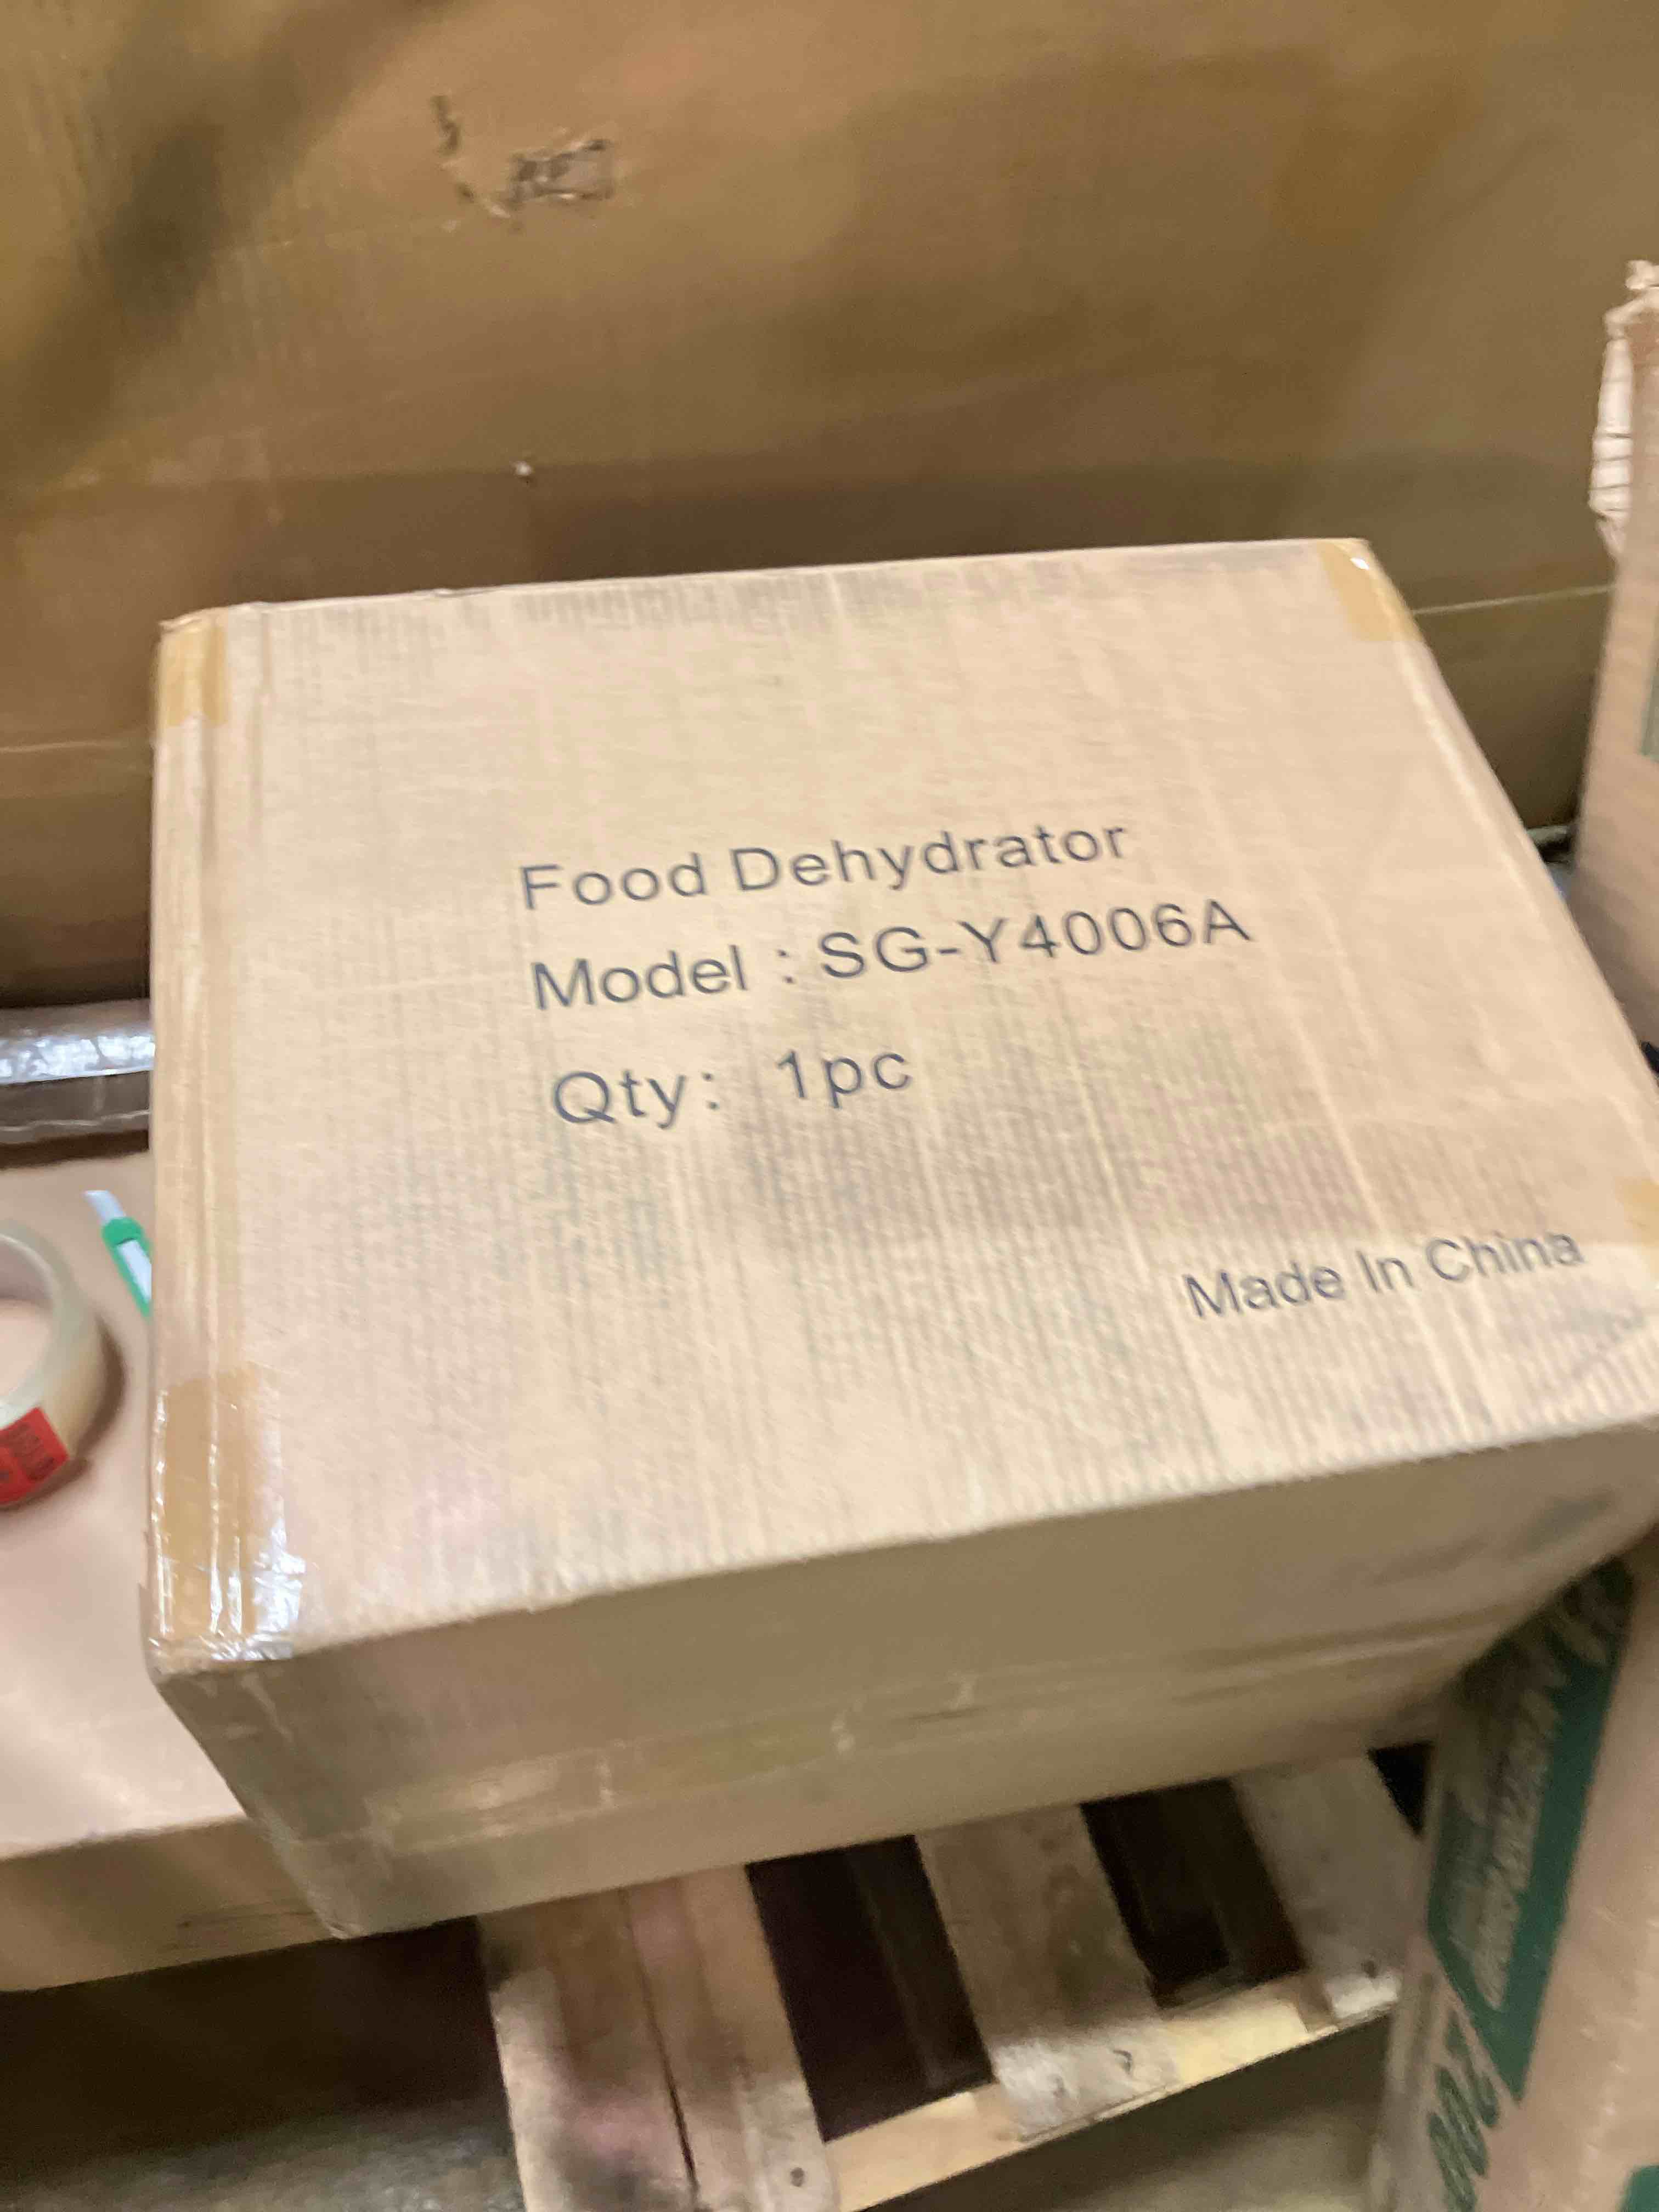 Food Dehydrator
Model : SG-Y4006A
Qty: 1pc
Made In China